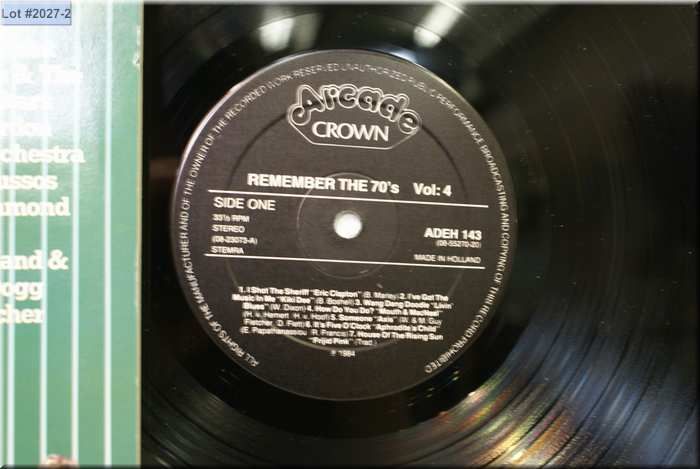 Lot #2027-2
chestra
ussos
mond
and &
ogg
cher
ALL RIGHTS OF THE MANUFACTURER AND OF THE OWNER OF THE RECORDED WORK RESERVED UNAUTHORIZED PUBLIC PERFORMANCE BROADCASTING AND COPYING OF THIS RECORD PROHIBITED
Arcade
CROWN
REMEMBER THE 70's Vol: 4
SIDE ONE
33⅓ RPM
STEREO
(08-23073-A)
STEMRA
ADEH 143
(08-55270-20)
MADE IN HOLLAND
1. I Shot The Sheriff "Eric Clapton" (B. Marley) 2. I've Got The
Music In Me "Kiki Dee" (B. Boshell) 3. Wang Dang Doodle "Livin'
Blues" (W. Dixon) 4. How Do You Do? "Mouth & MacNeal"
(H. v. Hemert H. v. Hoof) 5. Someone "Axis" (W. & M. Guy
Fletcher, D. Flett) 6. It's Five O'Clock "Aphrodite's Child"
(E. Papathanassiou R. Francis) 7. House Of The Rising Sun
"Frijid Pink" (Trad.)
℗ 1984